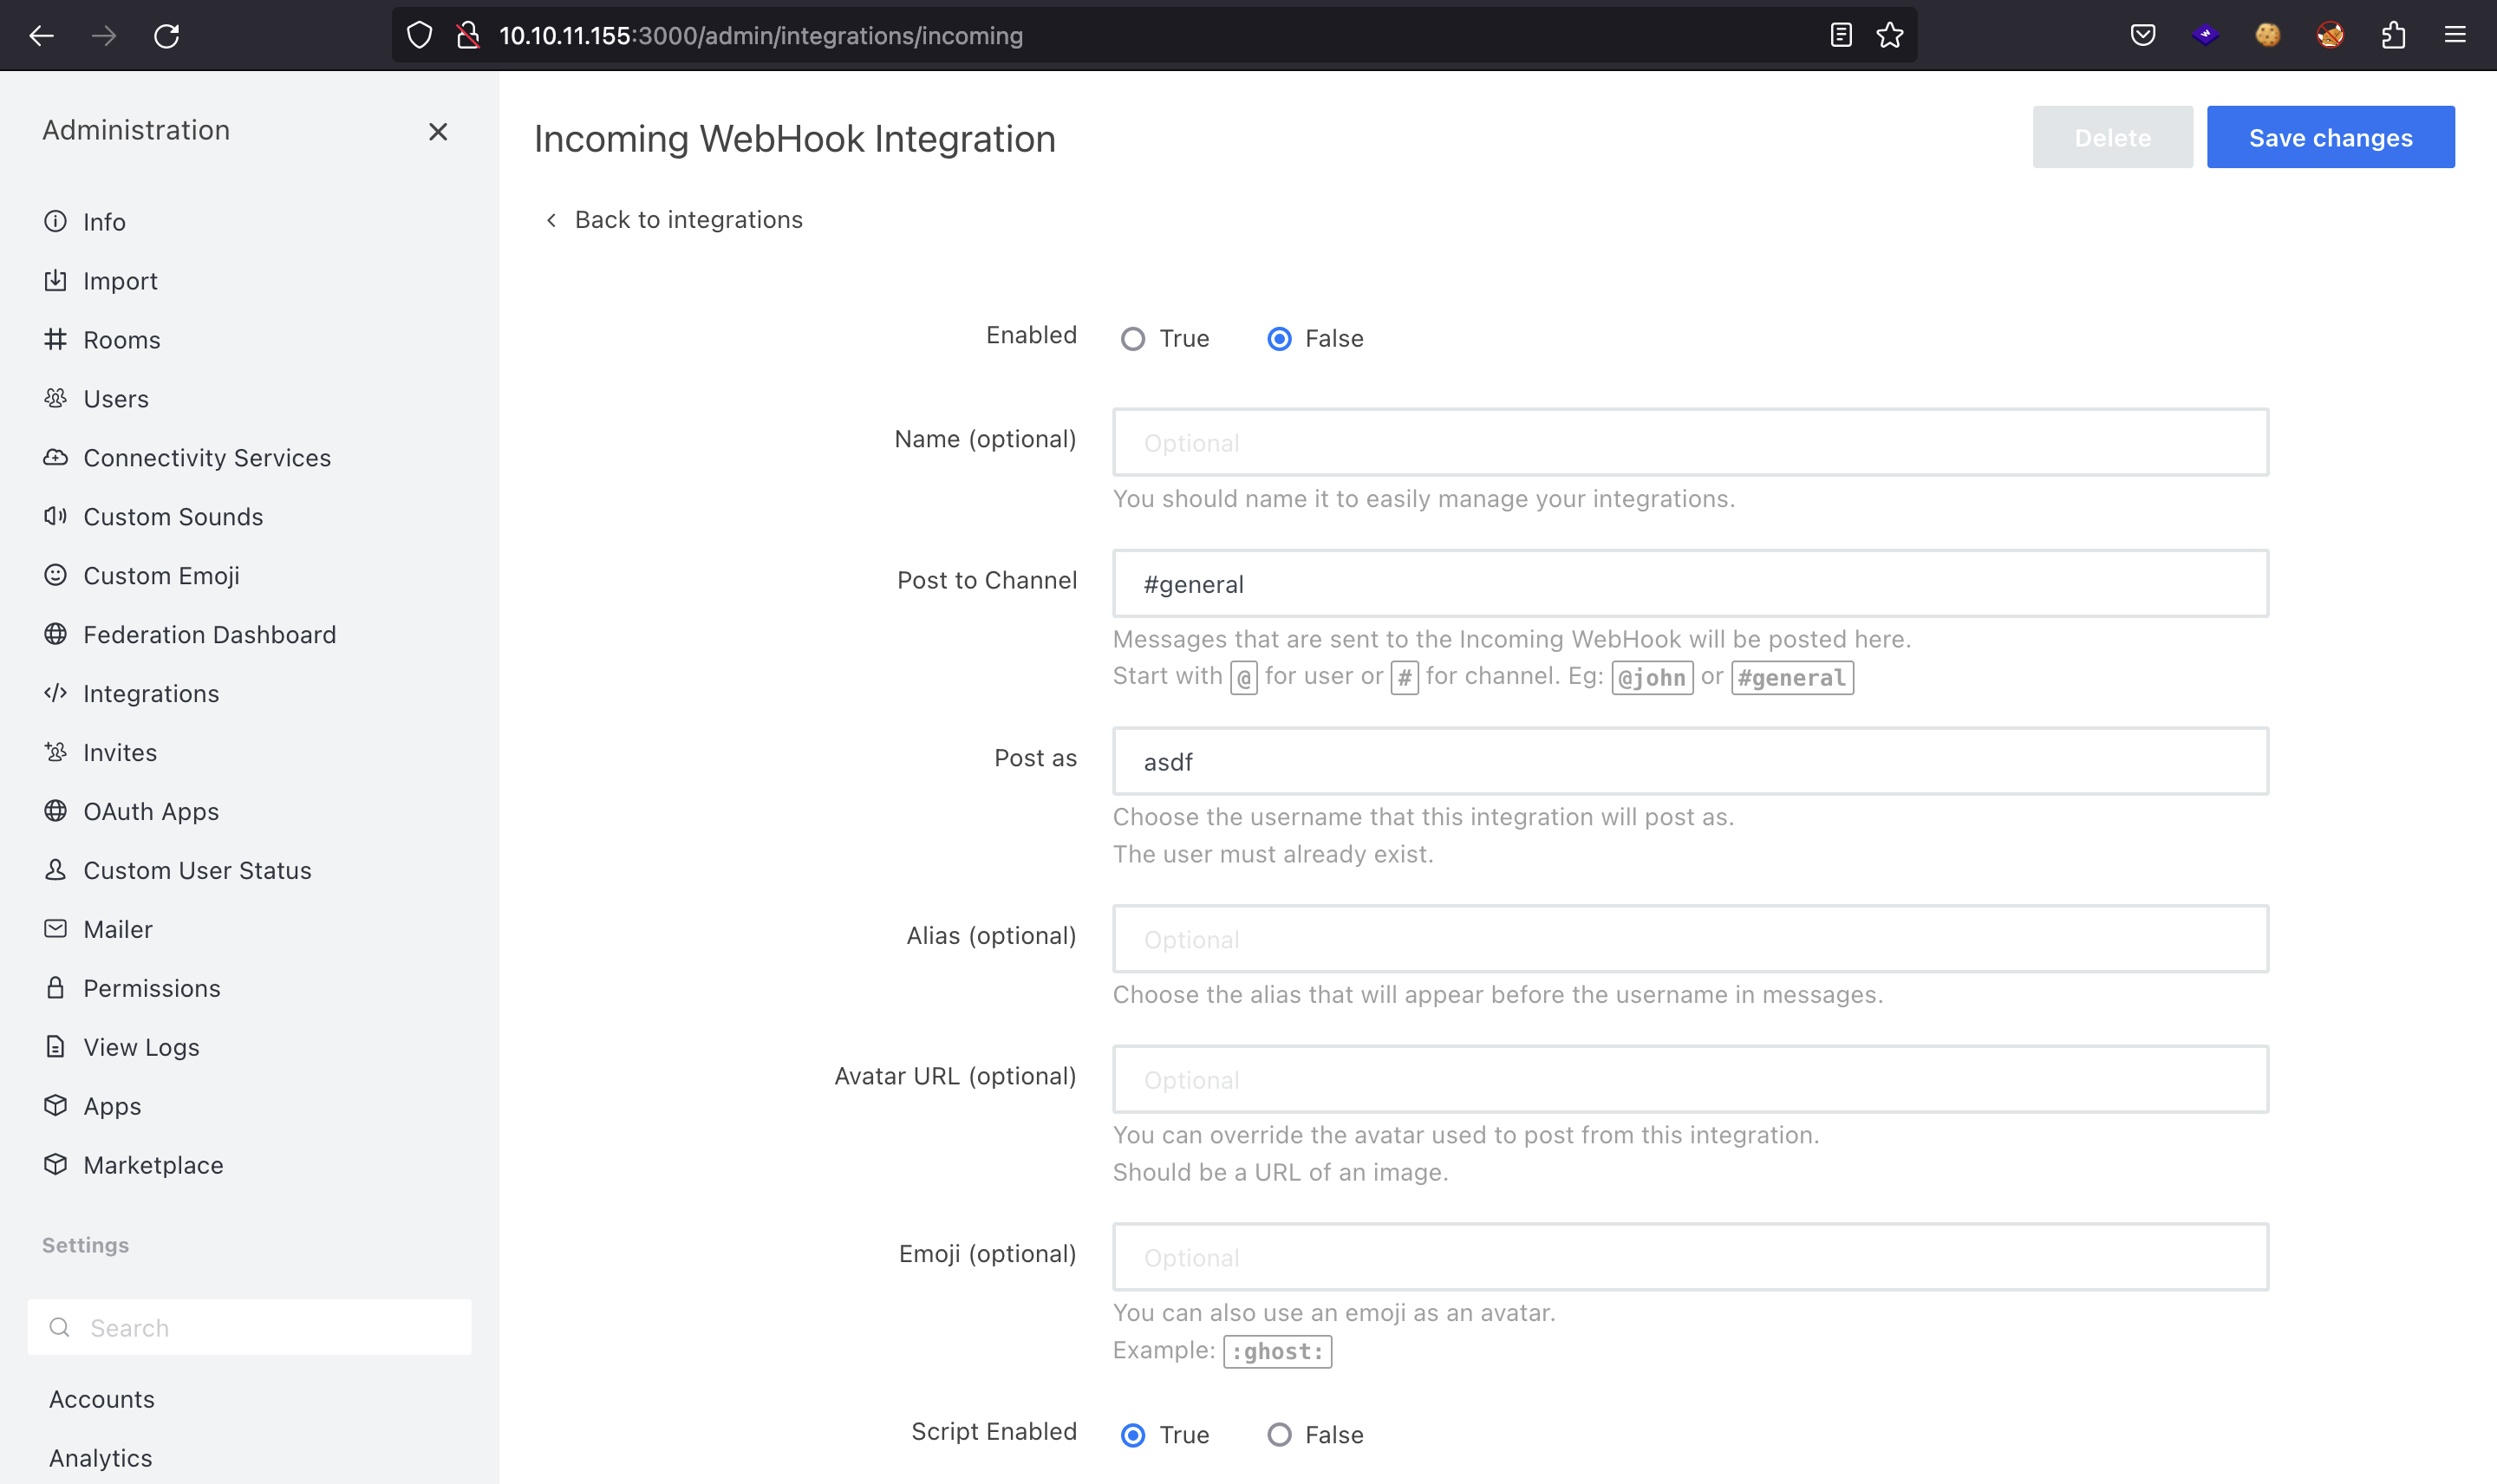 10.10.11.155:3000/admin/integrations/incoming
Administration
Info
Import
Rooms
Users
Connectivity Services
Custom Sounds
Custom Emoji
Federation Dashboard
Integrations
Invites
OAuth Apps
Custom User Status
Mailer
Permissions
View Logs
Apps
Marketplace
Settings
Search
Accounts
Analytics
Incoming WebHook Integration
Delete
Save changes
Back to integrations
Enabled
True
False
Name (optional)
Optional
You should name it to easily manage your integrations.
Post to Channel
#general
Messages that are sent to the Incoming WebHook will be posted here.
Start with @ for user or # for channel. Eg: @john or #general
Post as
asdf
Choose the username that this integration will post as.
The user must already exist.
Alias (optional)
Optional
Choose the alias that will appear before the username in messages.
Avatar URL (optional)
Optional
You can override the avatar used to post from this integration.
Should be a URL of an image.
Emoji (optional)
Optional
You can also use an emoji as an avatar.
Example: :ghost:
Script Enabled
True
False